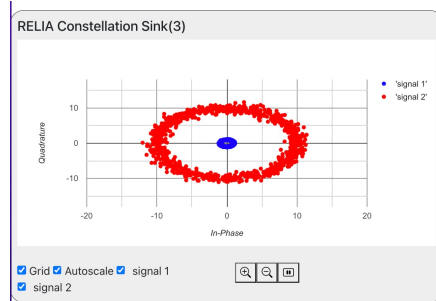 RELIA Constellation Sink(3)
'signal 1'
'signal 2'
Quadrature
10
0
-10
-20
-10
0
10
20
In-Phase
Grid Autoscale signal 1
signal 2